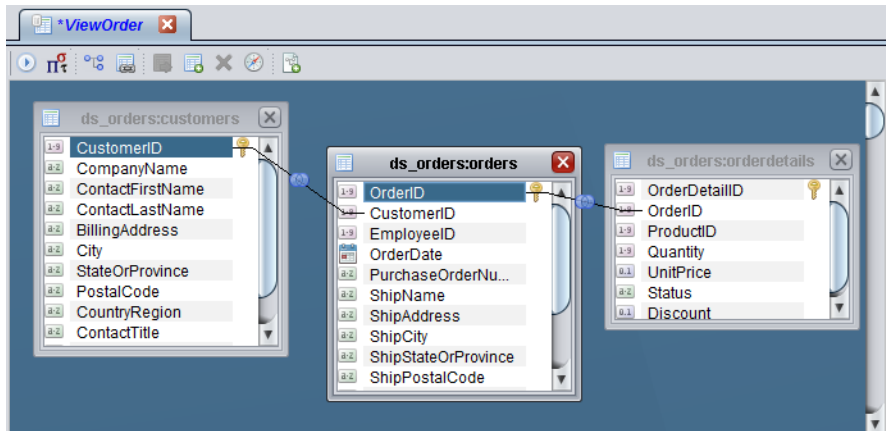 *ViewOrder
ds_orders:customers
CustomerID
CompanyName
ContactFirstName
ContactLastName
BillingAddress
City
StateOrProvince
PostalCode
CountryRegion
ContactTitle
ds_orders:orders
OrderID
CustomerID
EmployeeID
OrderDate
PurchaseOrderNu...
ShipName
ShipAddress
ShipCity
ShipStateOrProvince
ShipPostalCode
ds_orders:orderdetails
OrderDetailID
OrderID
ProductID
Quantity
UnitPrice
Status
Discount